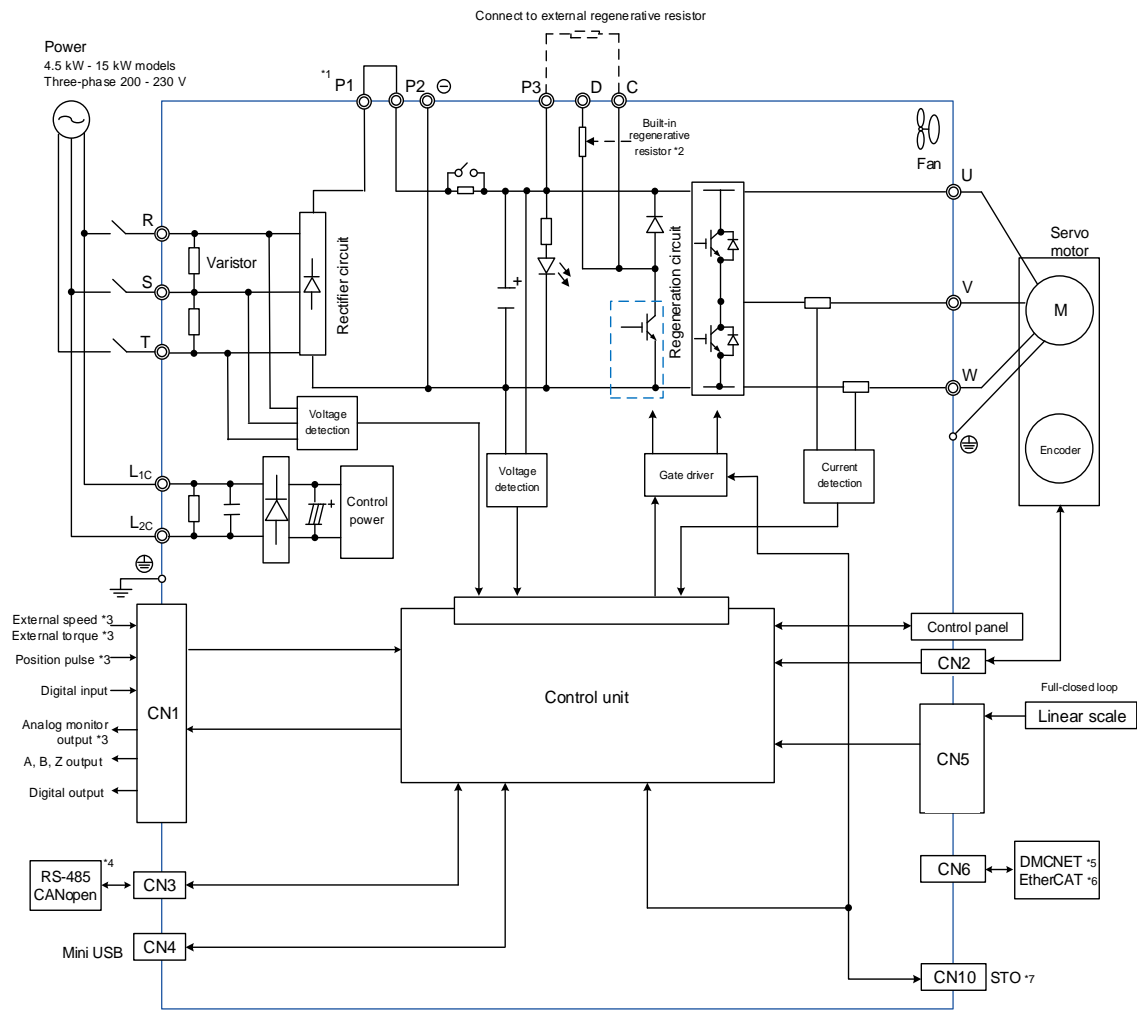 Connect to external regenerative resistor
Power
4.5 kW - 15 kW models
Three-phase 200 - 230 V
*1 P1
P2
⊖
P3
D
C
Built-in
regenerative
resistor *2
Fan
U
R
Varistor
S
T
Rectifier circuit
Regeneration circuit
Servo
motor
V
M
W
+
Voltage
detection
Voltage
detection
Gate driver
Current
detection
Encoder
L1C
L2C
+
Control
power
External speed *3
External torque *3
Position pulse *3
Digital input
Analog monitor
output *3
A, B, Z output
Digital output
CN1
Control unit
Control panel
CN2
Full-closed loop
Linear scale
CN5
RS-485
CANopen
*4
CN3
CN6
DMCNET *5
EtherCAT *6
Mini USB
CN4
CN10
STO *7